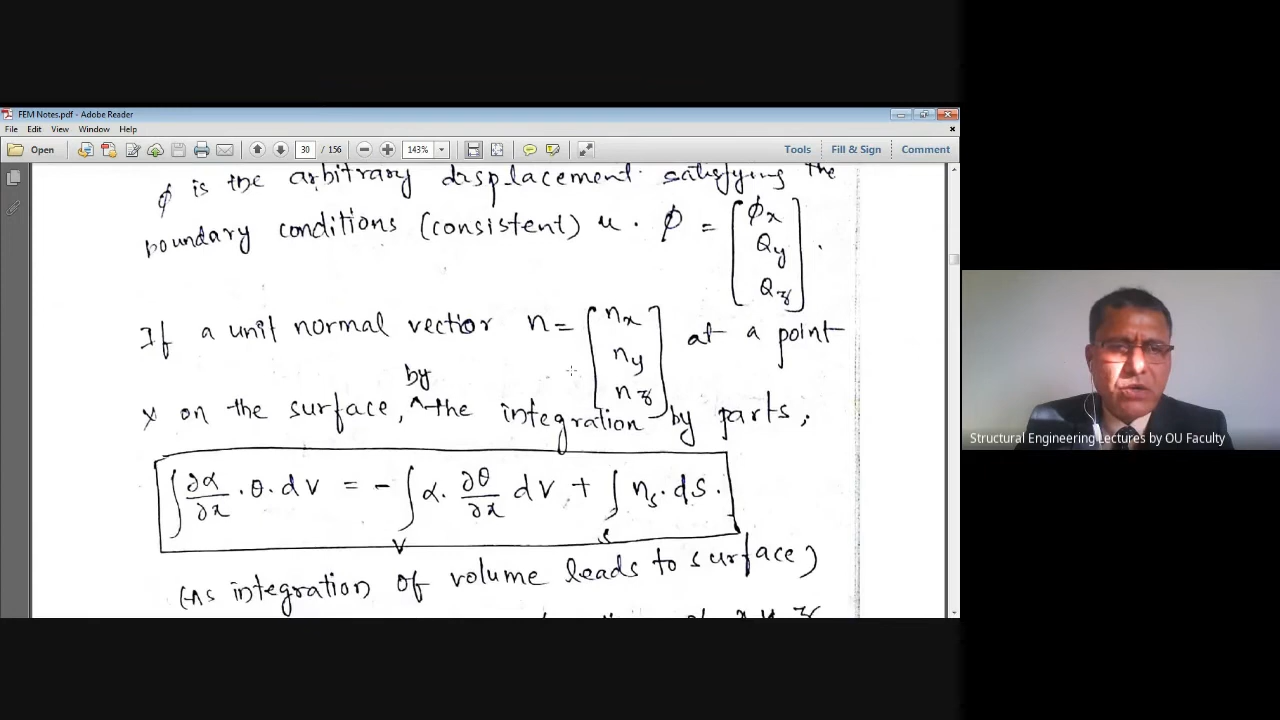 FEM Notes.pdf - Adobe Reader
File Edit View Window Help
Open 30 / 156 143% Tools Fill & Sign Comment
ϕ is the arbitrary displacement satisfying the
boundary conditions (consistent) u. ϕ = [ϕx Qy Qz].
If a unit normal vector n = [nx ny nz] at a point
by
x on the surface, ^the integration by parts,
∫ ∂α/∂x . θ. dV = - ∫V α. ∂θ/∂x dV + ∫s ns. ds.
(As integration of volume leads to surface)
Structural Engineering Lectures by OU Faculty